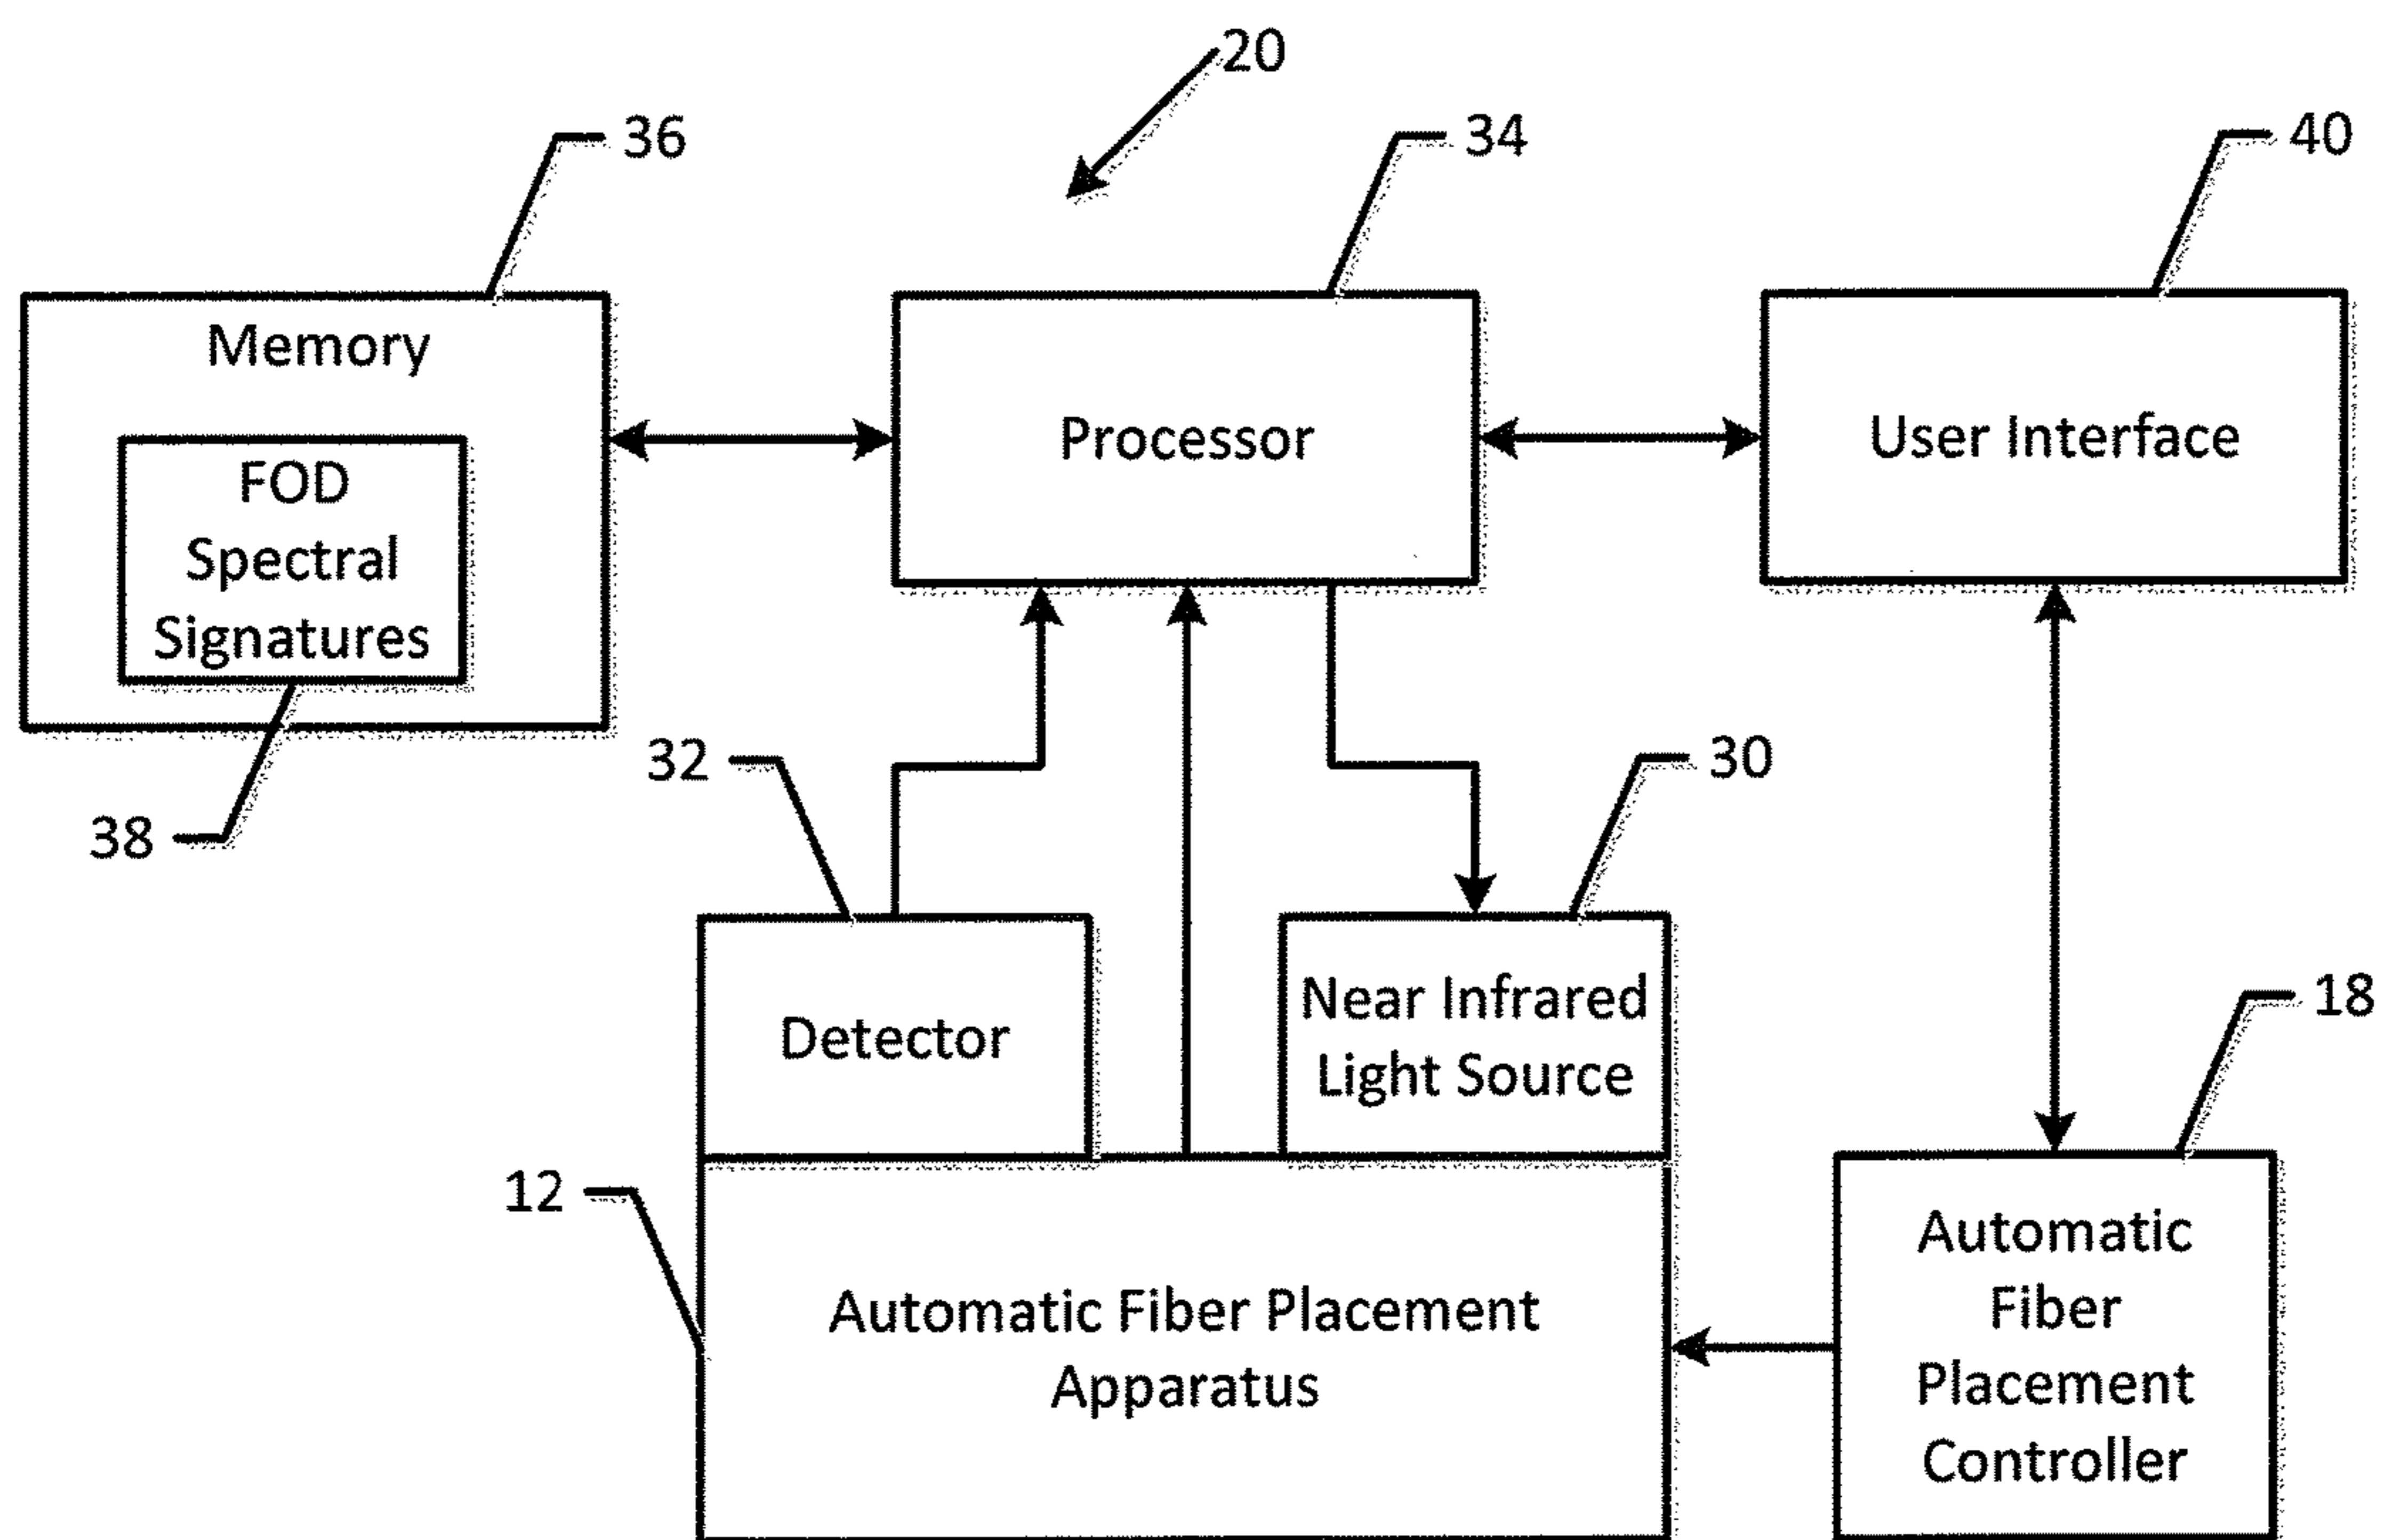 20
36
34
40
Memory
FOD
Spectral
Signatures
Processor
User Interface
32
30
38
18
Detector
Near Infrared
Light Source
12
Automatic Fiber Placement
Apparatus
Automatic
Fiber
Placement
Controller